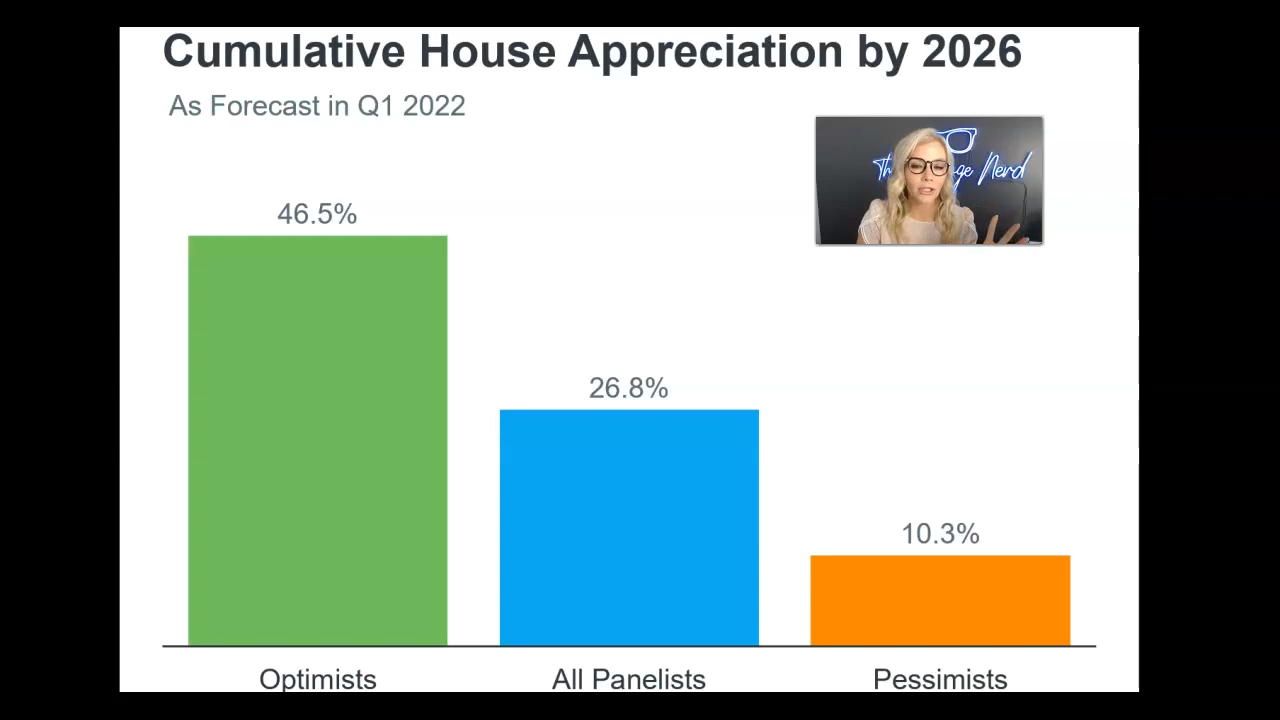 Cumulative House Appreciation by 2026
As Forecast in Q1 2022
46.5%
26.8%
10.3%
Optimists
All Panelists
Pessimists
Nerd